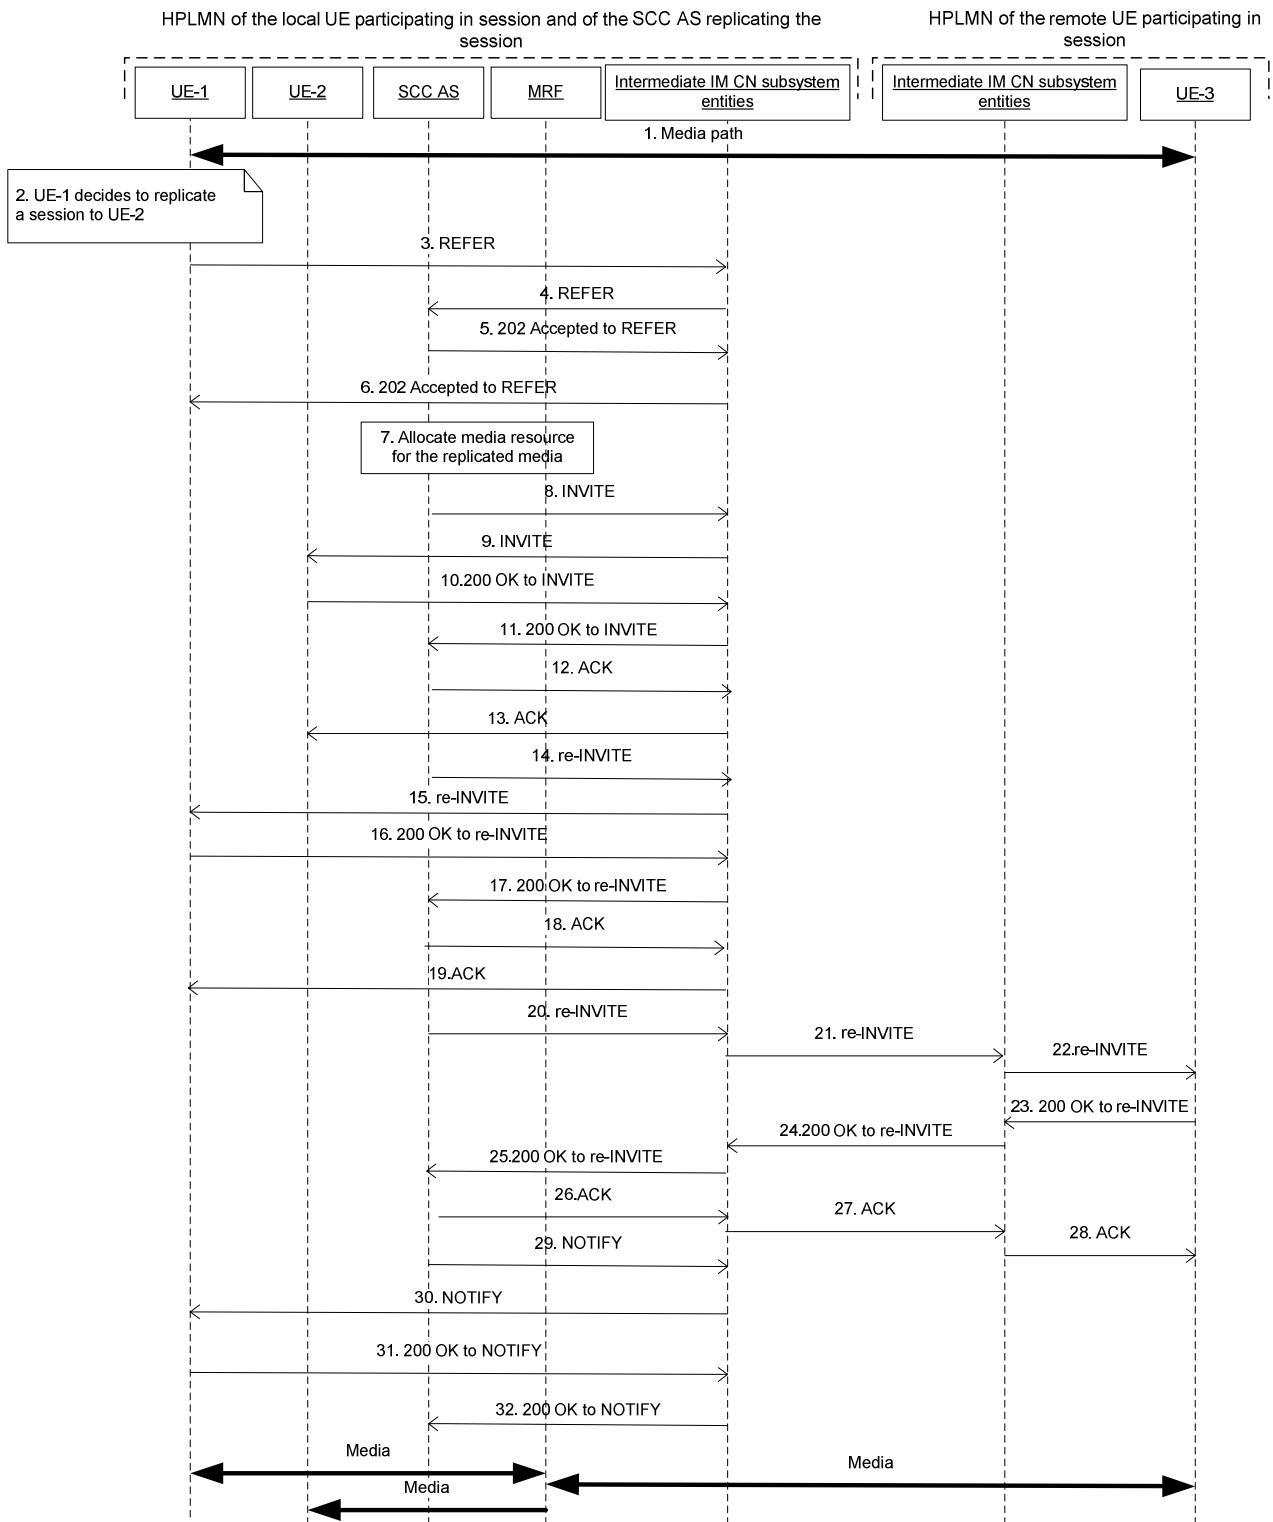 HPLMN of the local UE participating in session and of the SCC AS replicating the
session
HPLMN of the remote UE participating in
session
UE-1
UE-2
SCC AS
MRF
Intermediate IM CN subsystem
entities
Intermediate IM CN subsystem
entities
UE-3
1. Media path
2. UE-1 decides to replicate
a session to UE-2
3. REFER
4. REFER
5. 202 Accepted to REFER
6. 202 Accepted to REFER
7. Allocate media resource
for the replicated media
8. INVITE
9. INVITE
10.200 OK to INVITE
11. 200 OK to INVITE
12. ACK
13. ACK
14. re-INVITE
15. re-INVITE
16. 200 OK to re-INVITE
17. 200 OK to re-INVITE
18. ACK
19.ACK
20. re-INVITE
21. re-INVITE
22.re-INVITE
23. 200 OK to re-INVITE
24.200 OK to re-INVITE
25.200 OK to re-INVITE
26.ACK
27. ACK
28. ACK
29. NOTIFY
30. NOTIFY
31. 200 OK to NOTIFY
32. 200 OK to NOTIFY
Media
Media
Media